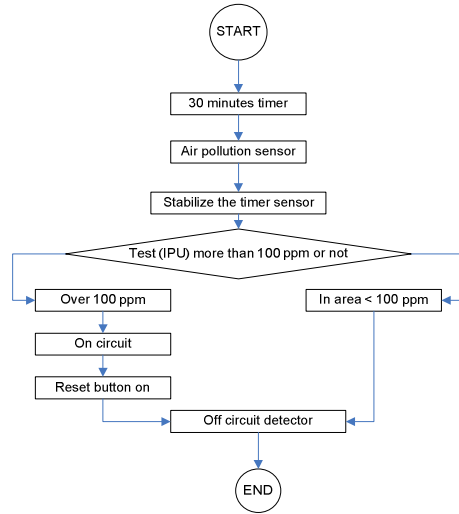 START
30 minutes timer
Air pollution sensor
Stabilize the timer sensor
Test (IPU) more than 100 ppm or not
Over 100 ppm
In area < 100 ppm
On circuit
Reset button on
Off circuit detector
END